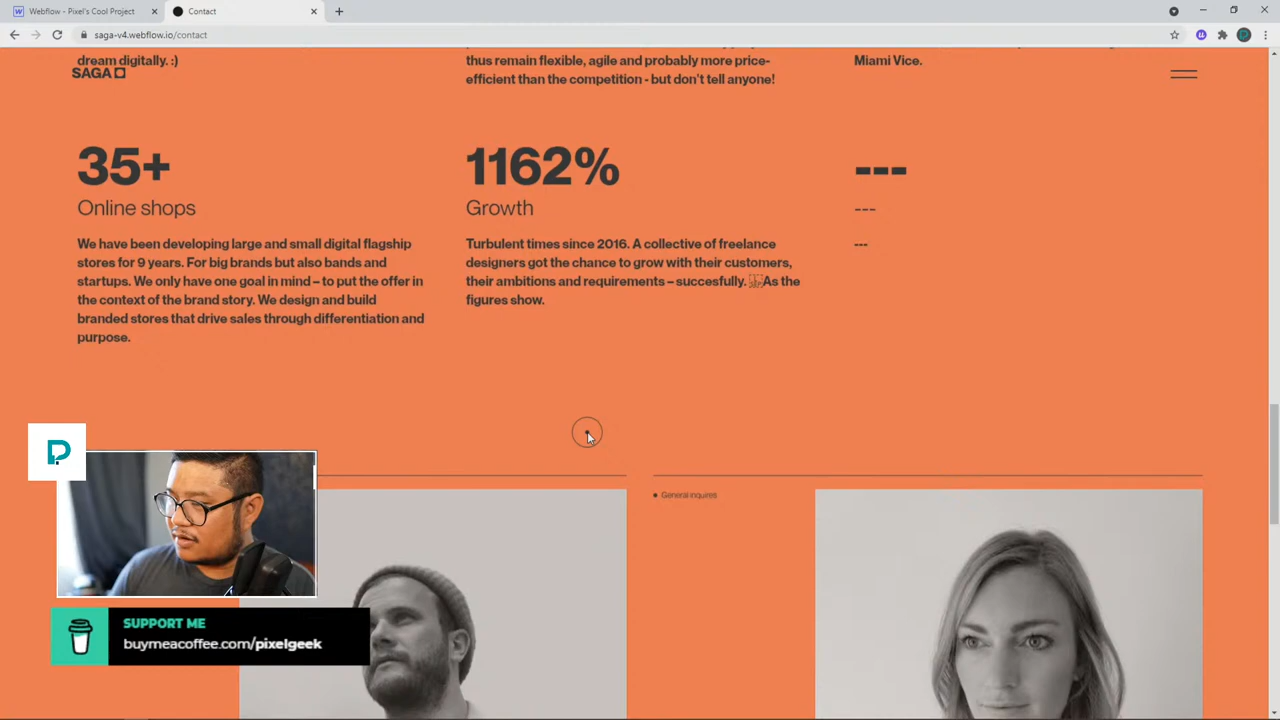 Webflow - Pixel's Cool Project
Contact
saga-v4.webflow.io/contact
dream digitally. :)
SAGA
thus remain flexible, agile and probably more price-
efficient than the competition - but don't tell anyone!
Miami Vice.
35+
Online shops
We have been developing large and small digital flagship
stores for 9 years. For big brands but also bands and
startups. We only have one goal in mind – to put the offer in
the context of the brand story. We design and build
branded stores that drive sales through differentiation and
purpose.
1162%
Growth
Turbulent times since 2016. A collective of freelance
designers got the chance to grow with their customers,
their ambitions and requirements – succesfully. As the
figures show.
---
---
---
General inquires
SUPPORT ME
buymeacoffee.com/pixelgeek